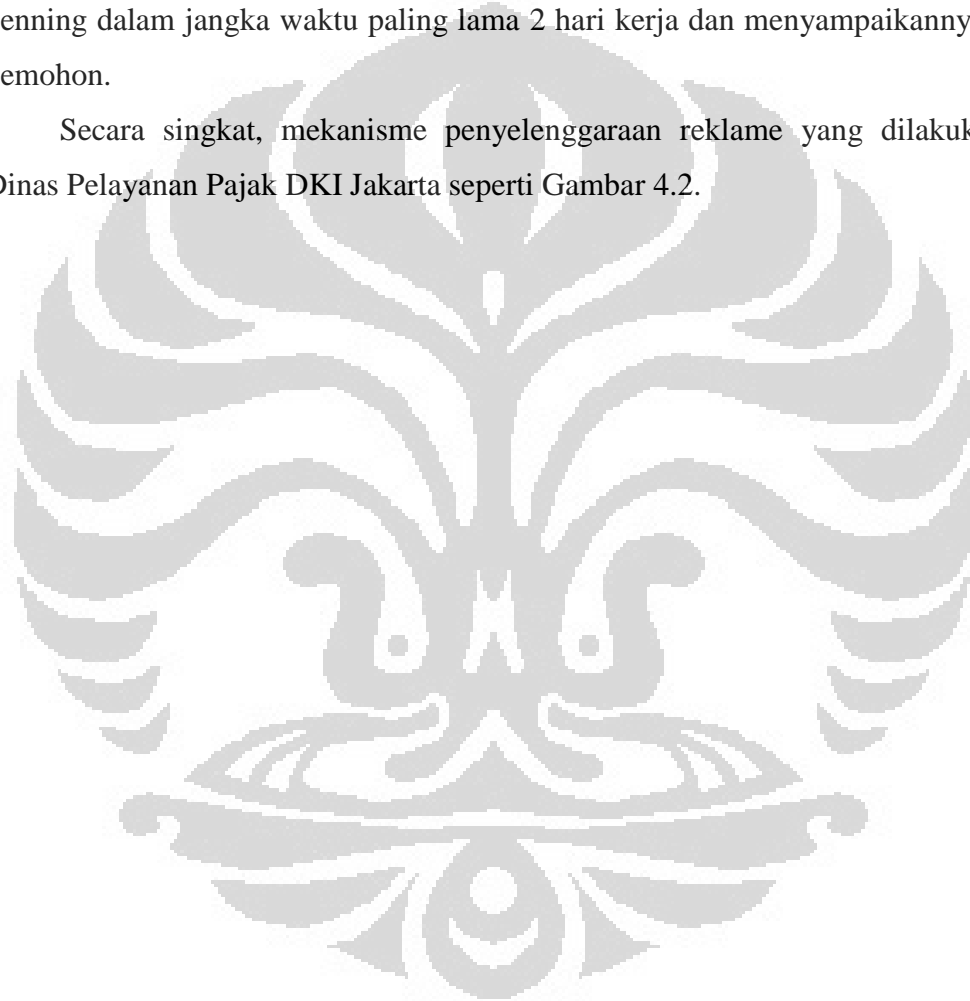 enning dalam jangka waktu paling lama 2 hari kerja dan menyampaikanny
emohon.
Secara singkat, mekanisme penyelenggaraan reklame yang dilakuk
Dinas Pelayanan Pajak DKI Jakarta seperti Gambar 4.2.